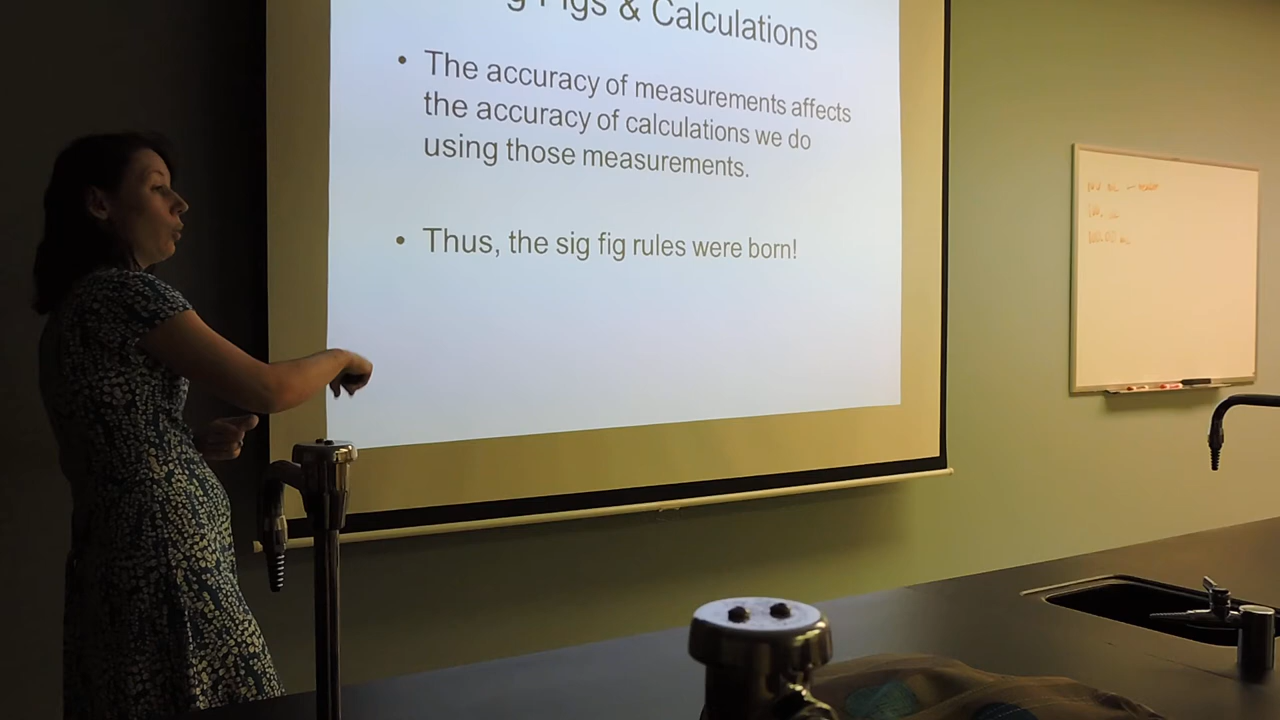 Figs & Calculations
• The accuracy of measurements affects
the accuracy of calculations we do
using those measurements.
• Thus, the sig fig rules were born!